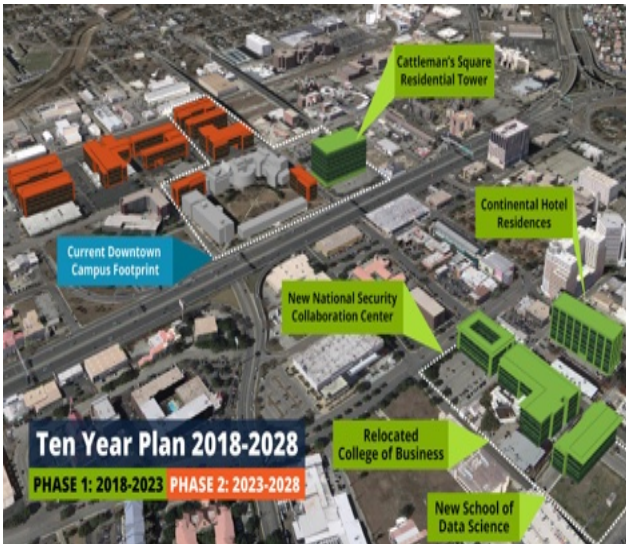 Cattleman's Square
Residential Tower
Continental Hotel
Residences
Current Downtown
Campus Footprint
New National Security
Collaboration Center
Relocated
College of Business
New School of
Data Science
Ten Year Plan 2018-2028
PHASE 1: 2018-2023 PHASE 2: 2023-2028